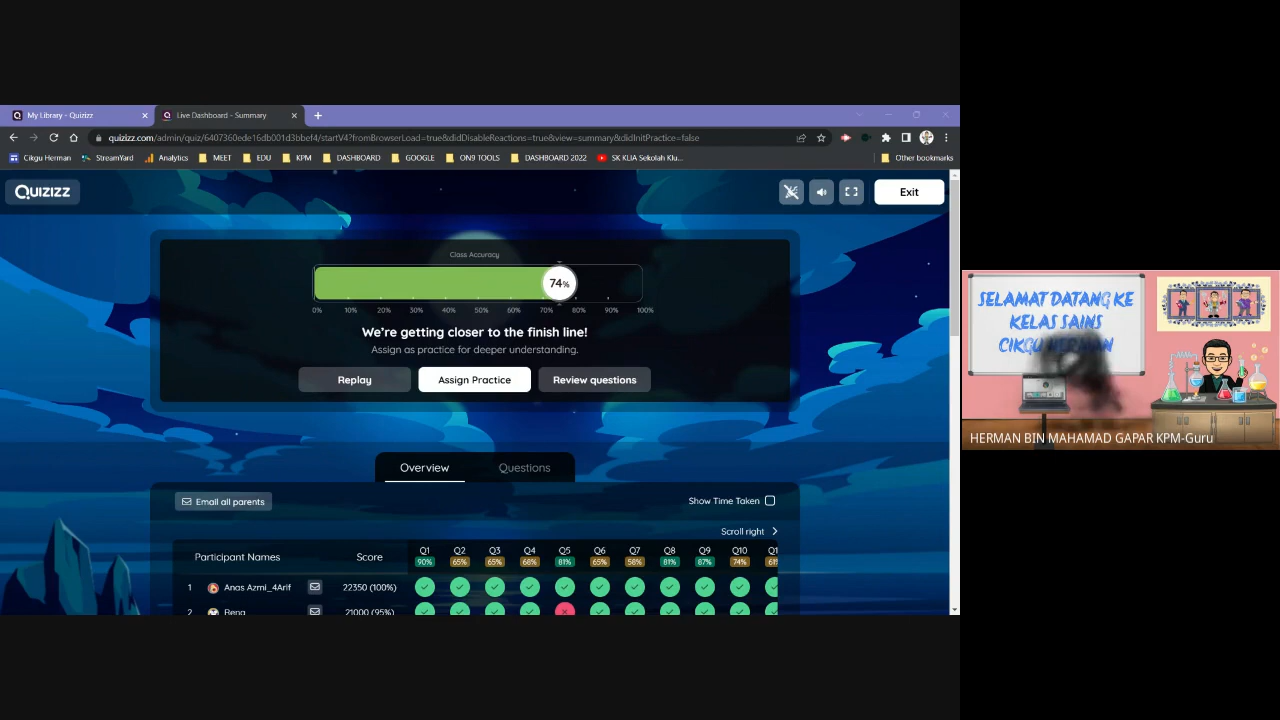 My Library - Quizizz
Live Dashboard - Summary
quizizz.com/admin/quiz/6407360ede16db001d3bbef4/startV4?fromBrowserLoad=true&didDisableReactions=true&view=summary&didInitPractice=false
Cikgu Herman StreamYard Analytics MEET EDU KPM DASHBOARD GOOGLE ON9 TOOLS DASHBOARD 2022 SK KLIA Sekolah Klu... Other bookmarks
QUIZIZZ
Exit
Class Accuracy
74%
0% 10% 20% 30% 40% 50% 60% 70% 80% 90% 100%
We're getting closer to the finish line!
Assign as practice for deeper understanding.
Replay Assign Practice Review questions
Overview Questions
Email all parents Show Time Taken
Scroll right
Participant Names Score Q1 Q2 Q3 Q4 Q5 Q6 Q7 Q8 Q9 Q10
90% 65% 65% 68% 81% 65% 58% 81% 87% 74%
1 Anas Azmi_4Arif 22350 (100%)
2 Rena 21000 (95%)
SELAMAT DATANG KE
KELAS SAINS
CIKGU HERMAN
HERMAN BIN MAHAMAD GAPAR KPM-Guru